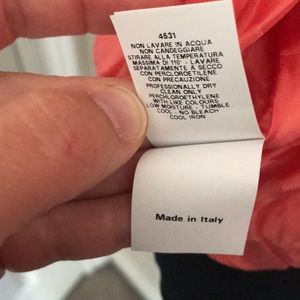 4531
NON LAVARE IN ACQUA
NON CANDEGGIARE
STIRARE ALLA TEMPERATURA
MASSIMA DI 110° - LAVARE
SEPARATAMENTE A SECCO
CON PERCLOROETILENE
CON PRECAUZIONE
PROFESSIONALLY DRY
CLEAN ONLY
PERCHLOROETHYLENE
WITH LIKE COLOURS
LOW MOISTURE - TUMBLE
COOL - NO BLEACH
COOL IRON
Made in Italy